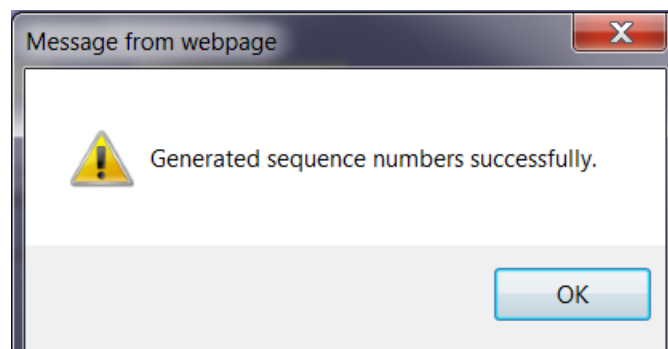 Message from webpage
Generated sequence numbers successfully.
OK